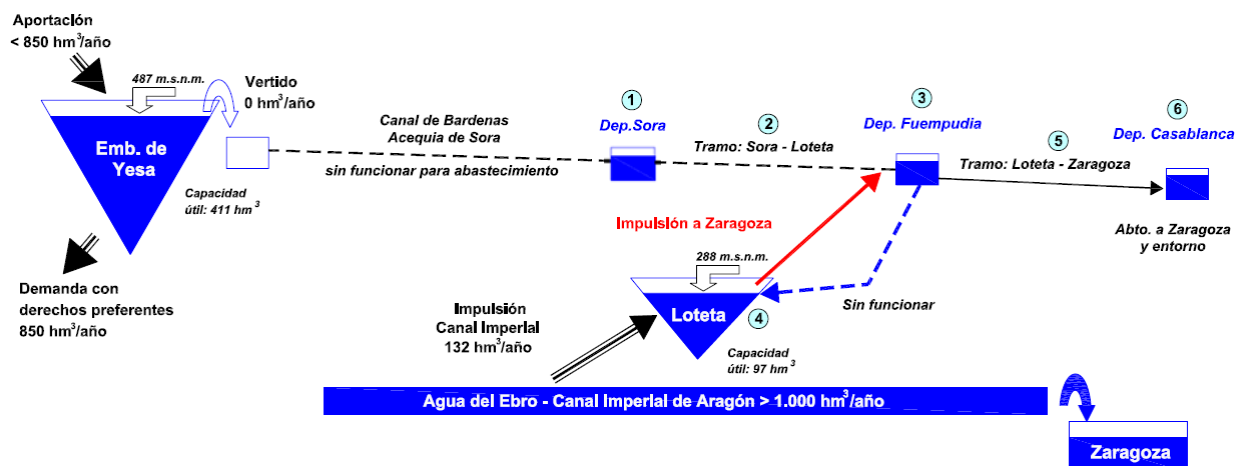 Aportación
< 850 hm³/año
487 m.s.n.m.
Vertido
0 hm³/año
Emb. de
Yesa
Capacidad
útil: 411 hm³
Demanda con
derechos preferentes
850 hm³/año
Canal de Bardenas
Acequia de Sora
sin funcionar para abastecimiento
1
Dep.Sora
2
Tramo: Sora - Loteta
3
Dep. Fuempudia
5
Tramo: Loteta - Zaragoza
6
Dep. Casablanca
Abto. a Zaragoza
y entorno
Impulsión a Zaragoza
288 m.s.n.m.
Sin funcionar
Loteta
4
Capacidad
útil: 97 hm³
Impulsión
Canal Imperial
132 hm³/año
Agua del Ebro - Canal Imperial de Aragón > 1.000 hm³/año
Zaragoza